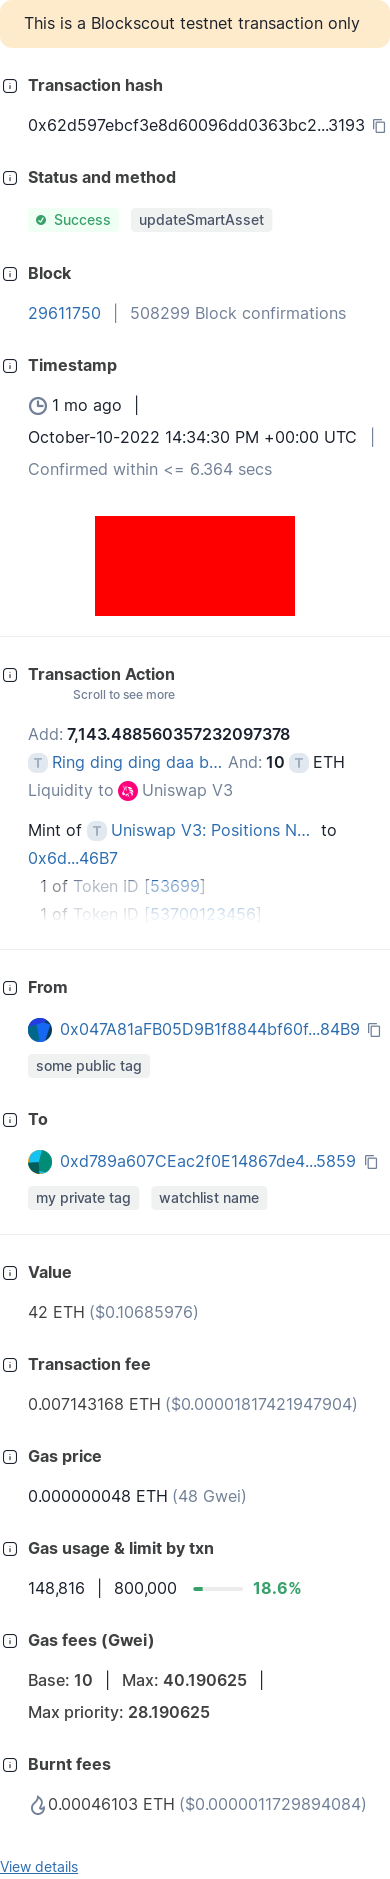 This is a Blockscout testnet transaction only
Transaction hash
0x62d597ebcf3e8d60096dd0363bc2...3193
Status and method
Success updateSmartAsset
Block
29611750 | 508299 Block confirmations
Timestamp
1 mo ago |
October-10-2022 14:34:30 PM +00:00 UTC |
Confirmed within <= 6.364 secs
Transaction Action
Scroll to see more
Add: 7,143.488560357232097378
T Ring ding ding daa b... And: 10 T ETH
Liquidity to Uniswap V3
Mint of T Uniswap V3: Positions N... to
0x6d...46B7
1 of Token ID [53699]
1 of Token ID [53700123456]
From
0x047A81aFB05D9B1f8844bf60f...84B9
some public tag
To
0xd789a607CEac2f0E14867de4...5859
my private tag watchlist name
Value
42 ETH ($0.10685976)
Transaction fee
0.007143168 ETH ($0.00001817421947904)
Gas price
0.000000048 ETH (48 Gwei)
Gas usage & limit by txn
148,816 | 800,000 18.6%
Gas fees (Gwei)
Base: 10 | Max: 40.190625 |
Max priority: 28.190625
Burnt fees
0.00046103 ETH ($0.0000011729894084)
View details